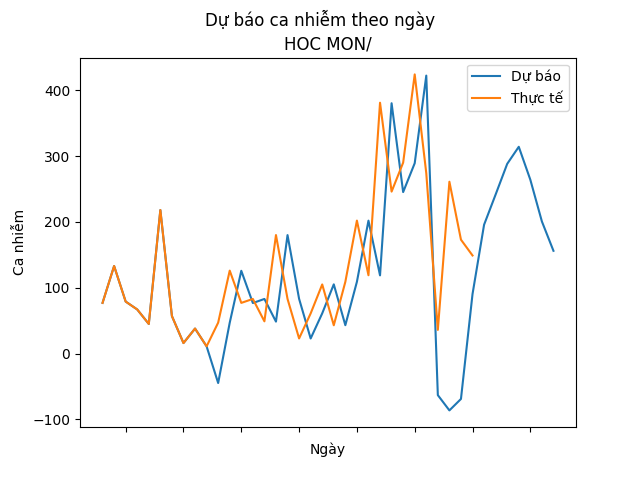 Dự báo ca nhiễm theo ngày
HOC MON/
Dự báo
Thực tế
Ca nhiễm
400
300
200
100
0
−100
Ngày